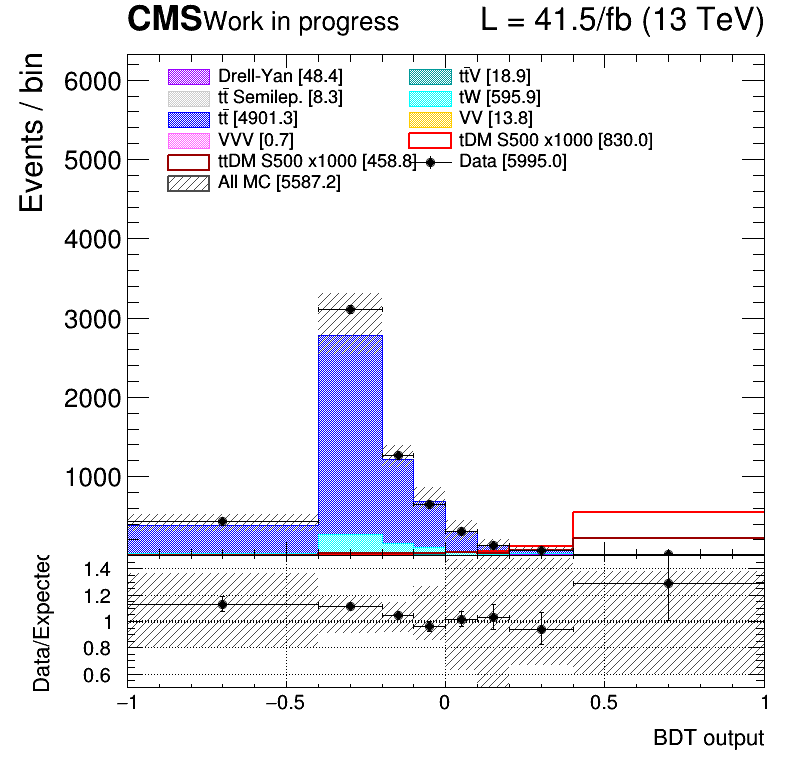 CMS Work in progress L = 41.5/fb (13 TeV)
Events / bin
6000
5000
4000
3000
2000
1000
Drell-Yan [48.4] tt̄V [18.9]
tt̄ Semilep. [8.3] tW [595.9]
tt̄ [4901.3] VV [13.8]
VVV [0.7] tDM S500 x1000 [830.0]
ttDM S500 x1000 [458.8] Data [5995.0]
All MC [5587.2]
Data/Expected
1.4
1.2
1
0.8
0.6
−1 −0.5 0 0.5 1
BDT output